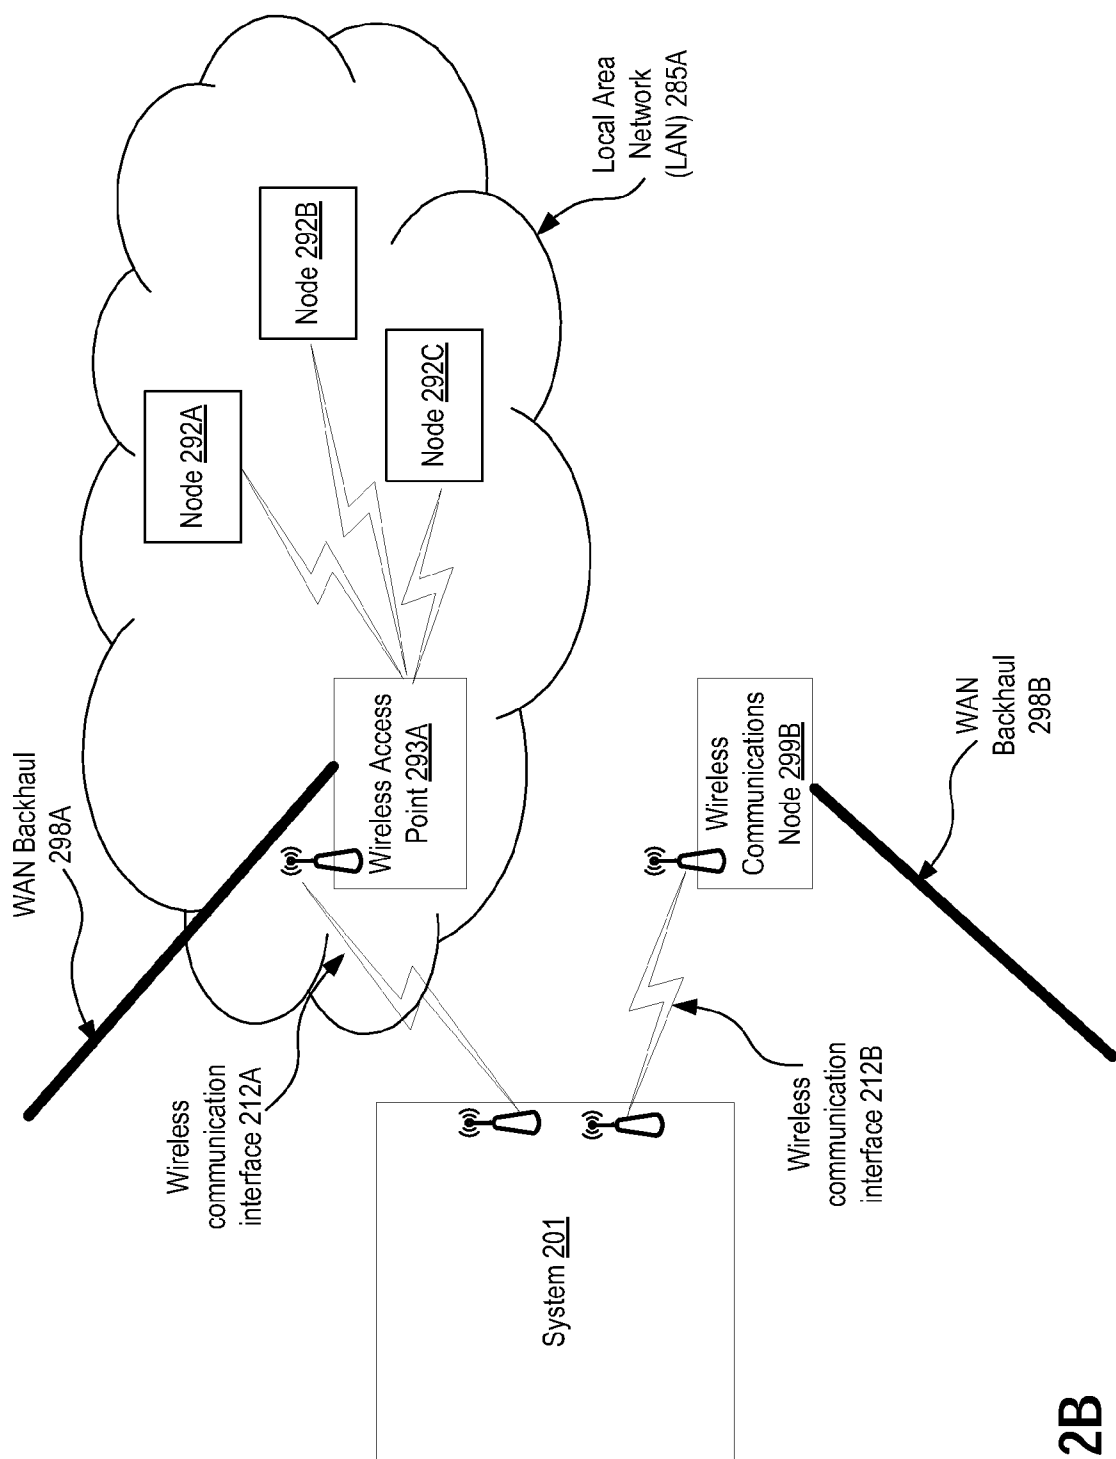 WAN Backhaul
298A
Wireless
communication
interface 212A
Wireless Access
Point 293A
Node 292A
Node 292B
Node 292C
Local Area
Network
(LAN) 285A
System 201
Wireless
communication
interface 212B
Wireless
Communications
Node 299B
WAN
Backhaul
298B
2B